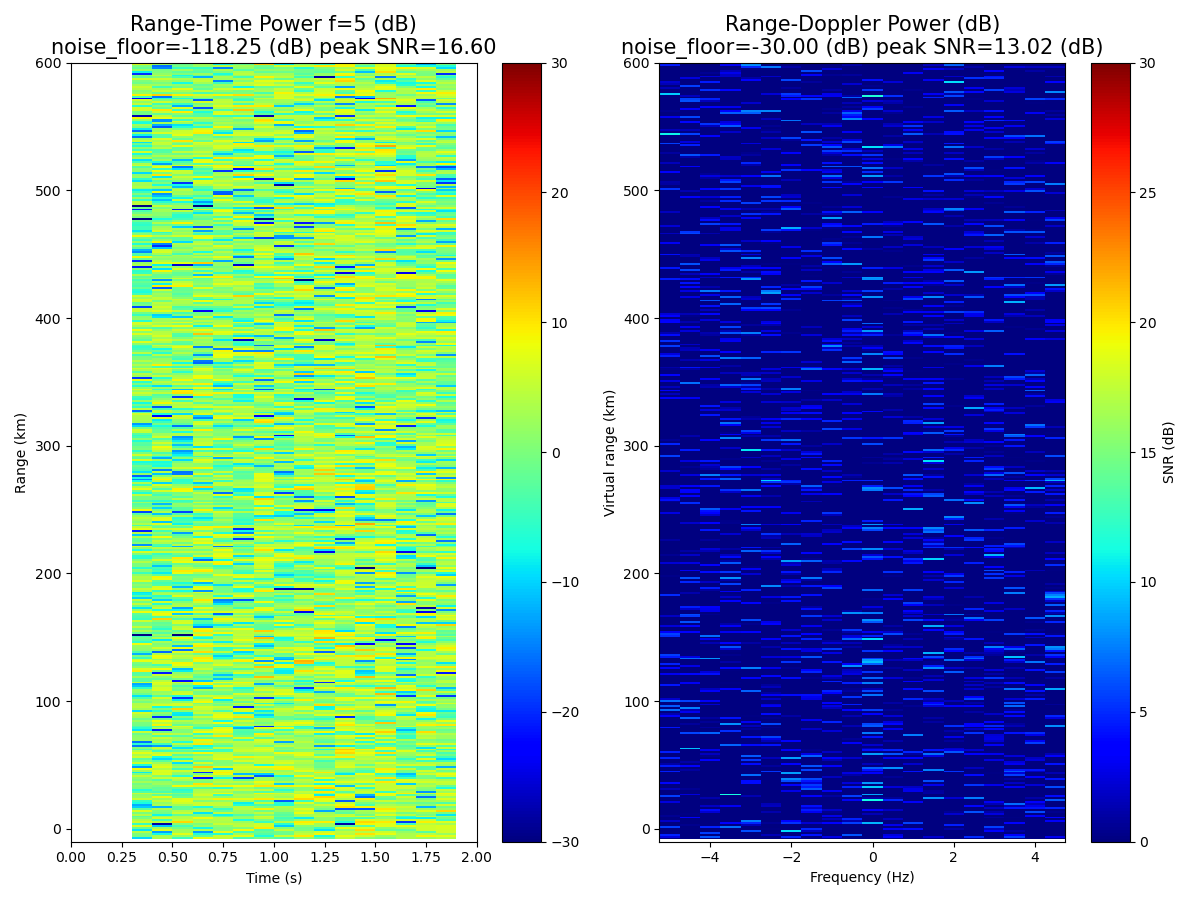 Range-Time Power f=5 (dB)
noise_floor=-118.25 (dB) peak SNR=16.60
600
500
400
300
200
100
0
Range (km)
0.00 0.25 0.50 0.75 1.00 1.25 1.50 1.75 2.00
Time (s)
30
20
10
0
−10
−20
−30
Range-Doppler Power (dB)
noise_floor=-30.00 (dB) peak SNR=13.02 (dB)
600
500
400
300
200
100
0
Virtual range (km)
−4 −2 0 2 4
Frequency (Hz)
30
25
20
15
10
5
0
SNR (dB)